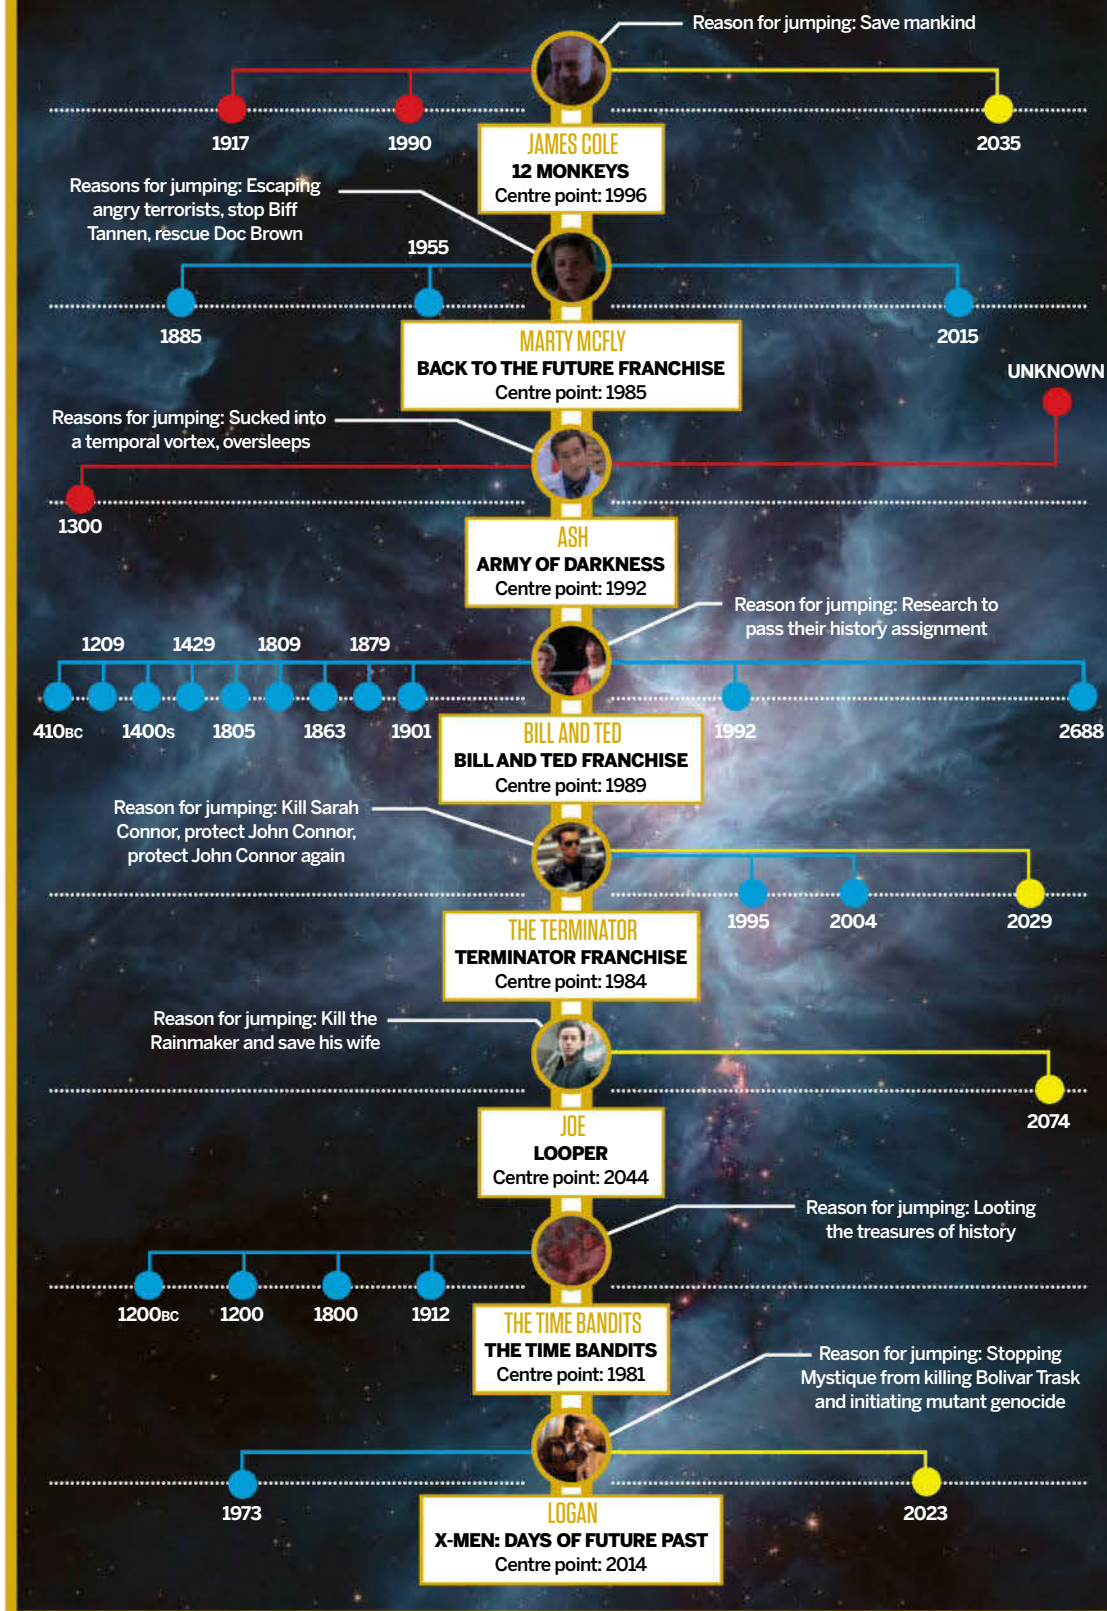 Reason for jumping: Save mankind
1917
1990
2035
JAMES COLE
12 MONKEYS
Centre point: 1996
Reasons for jumping: Escaping
angry terrorists, stop Biff
Tannen, rescue Doc Brown
1955
1885
2015
MARTY MCFLY
BACK TO THE FUTURE FRANCHISE
Centre point: 1985
UNKNOWN
Reasons for jumping: Sucked into
a temporal vortex, oversleeps
1300
ASH
ARMY OF DARKNESS
Centre point: 1992
Reason for jumping: Research to
pass their history assignment
1209 1429 1809 1879
410BC 1400S 1805 1863 1901
1992
2688
BILL AND TED
BILL AND TED FRANCHISE
Centre point: 1989
Reason for jumping: Kill Sarah
Connor, protect John Connor,
protect John Connor again
1995
2004
2029
THE TERMINATOR
TERMINATOR FRANCHISE
Centre point: 1984
Reason for jumping: Kill the
Rainmaker and save his wife
2074
JOE
LOOPER
Centre point: 2044
Reason for jumping: Looting
the treasures of history
1200BC 1200 1800 1912
THE TIME BANDITS
THE TIME BANDITS
Centre point: 1981
Reason for jumping: Stopping
Mystique from killing Bolivar Trask
and initiating mutant genocide
1973
2023
LOGAN
X-MEN: DAYS OF FUTURE PAST
Centre point: 2014